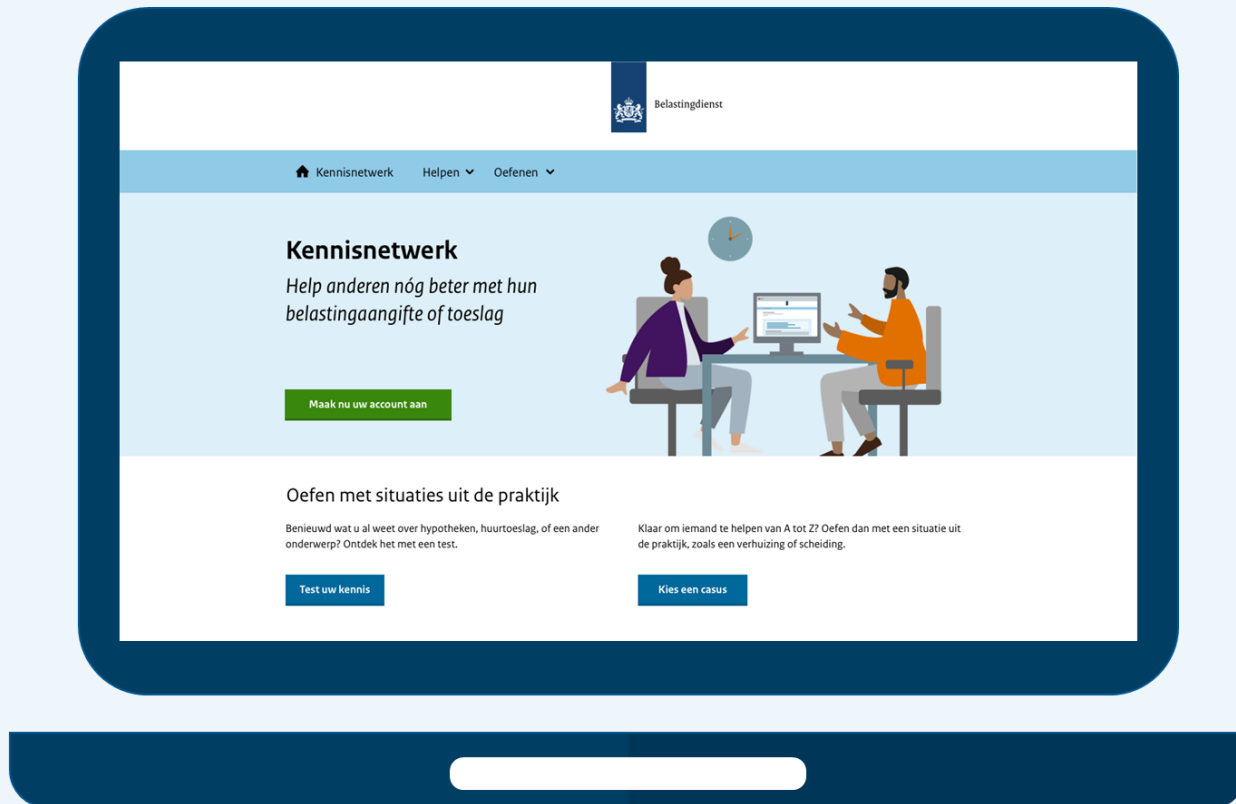 Belastingdienst
Kennisnetwerk Helpen Oefenen
Kennisnetwerk
Help anderen nóg beter met hun
belastingaangifte of toeslag
Maak nu uw account aan
Oefen met situaties uit de praktijk
Benieuwd wat u al weet over hypotheken, huurtoeslag, of een ander
onderwerp? Ontdek het met een test.
Test uw kennis
Klaar om iemand te helpen van A tot Z? Oefen dan met een situatie uit
de praktijk, zoals een verhuizing of scheiding.
Kies een casus